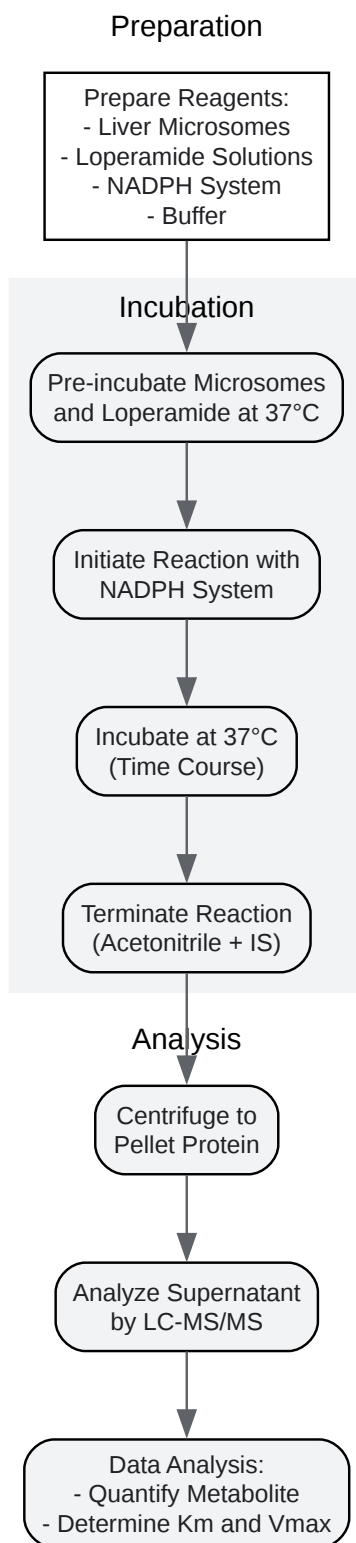 Preparation
Prepare Reagents:
- Liver Microsomes
- Loperamide Solutions
- NADPH System
- Buffer
Incubation
Pre-incubate Microsomes
and Loperamide at 37°C
Initiate Reaction with
NADPH System
Incubate at 37°C
(Time Course)
Terminate Reaction
(Acetonitrile + IS)
Analysis
Centrifuge to
Pellet Protein
Analyze Supernatant
by LC-MS/MS
Data Analysis:
- Quantify Metabolite
- Determine Km and Vmax